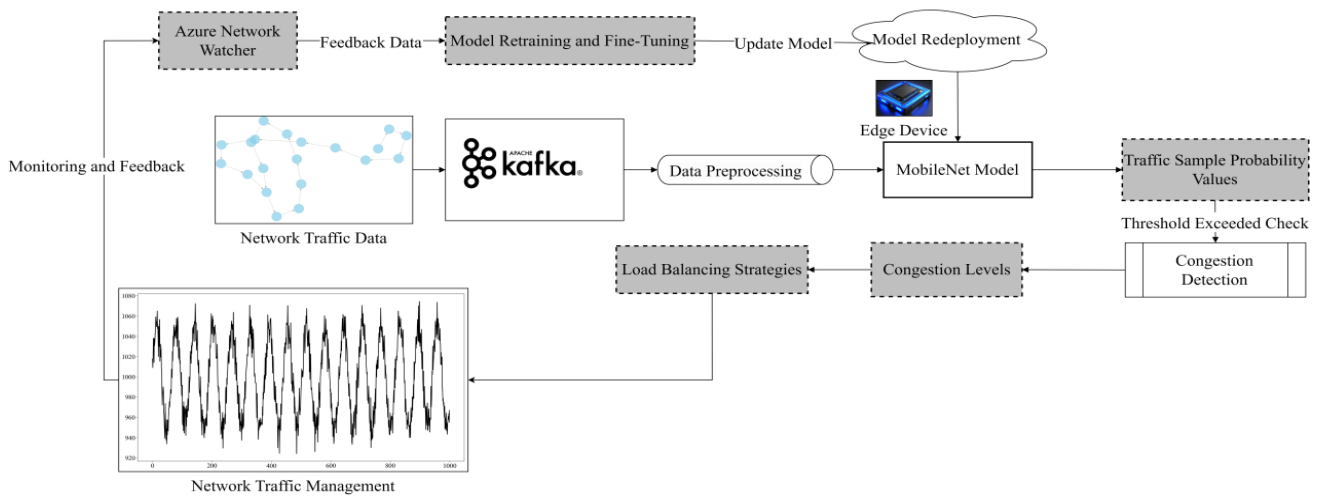 Azure Network
Watcher
Feedback Data
Model Retraining and Fine-Tuning
Update Model
Model Redeployment
Edge Device
Monitoring and Feedback
Network Traffic Data
APACHE
kafka®
Data Preprocessing
MobileNet Model
Traffic Sample Probability
Values
Threshold Exceeded Check
Congestion
Detection
Congestion Levels
Load Balancing Strategies
1080
1060
1040
1020
1000
980
960
940
920
0
200
400
600
800
1000
Network Traffic Management